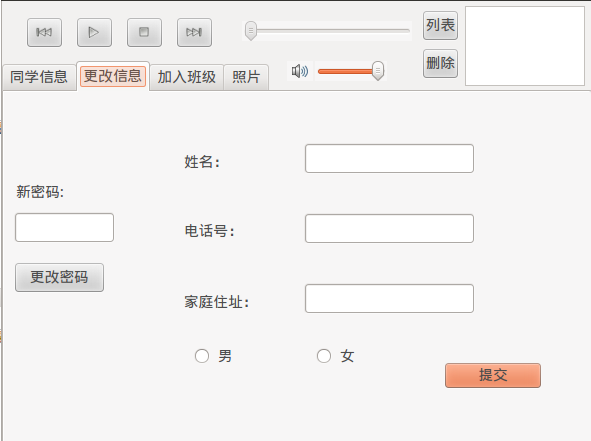 列表
删除
同学信息 更改信息 加入班级 照片
姓名：
新密码:
电话号：
更改密码
家庭住址：
男 女
提交